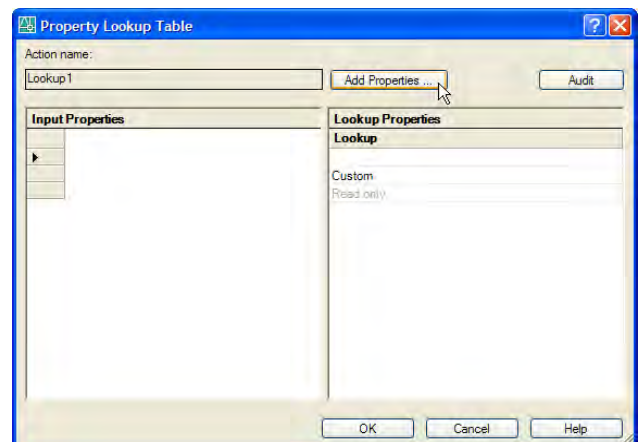 Property Lookup Table
Action name:
Lookup1
Add Properties ...
Audit
Input Properties
Lookup Properties
Lookup
Custom
Read only
OK
Cancel
Help